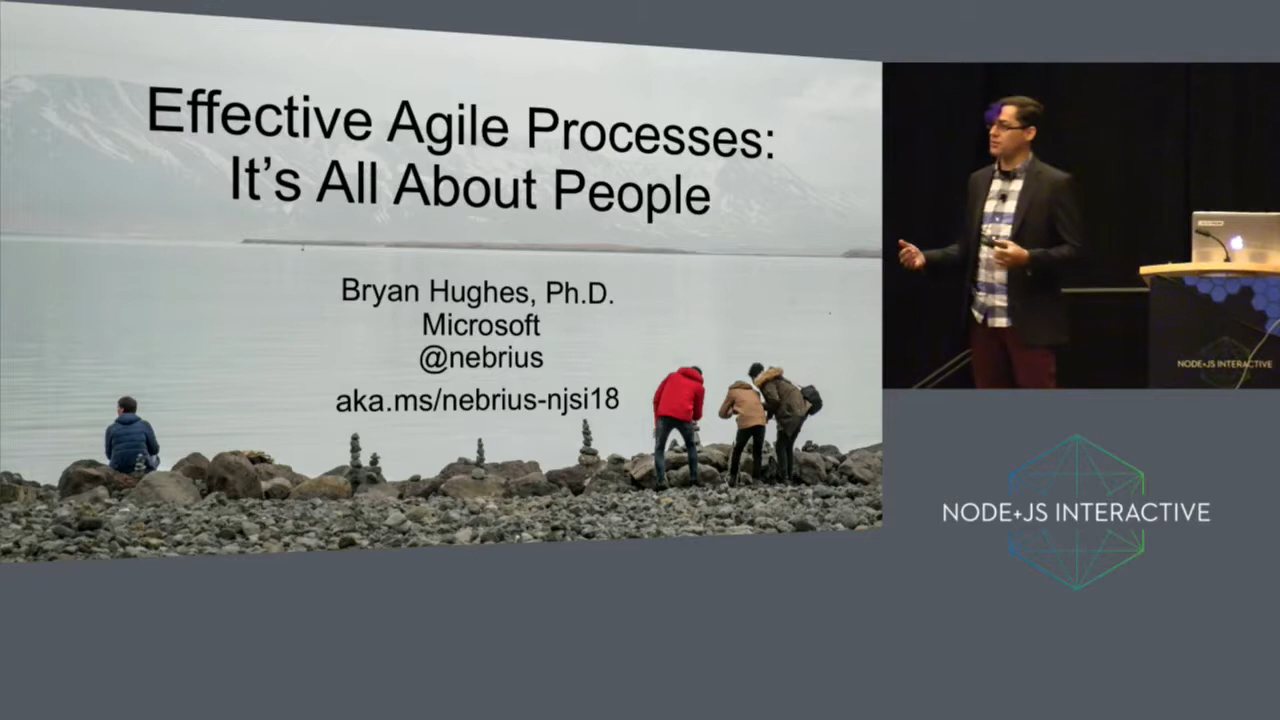 Effective Agile Processes:
It's All About People
Bryan Hughes, Ph.D.
Microsoft
@nebrius
aka.ms/nebrius-njsi18
NODE+JS INTERACTIVE
NODE+JS INTERACTIVE